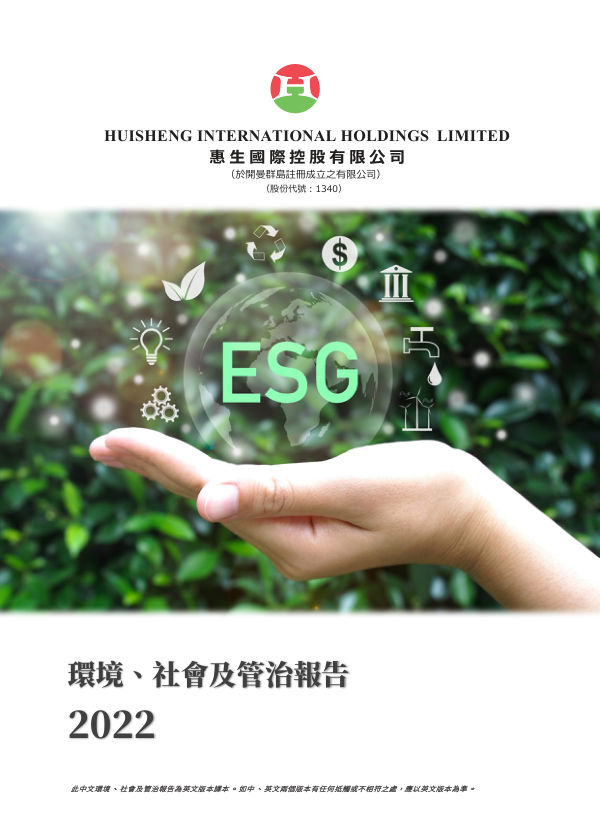 H
HUISHENG INTERNATIONAL HOLDINGS LIMITED
惠生國際控股有限公司
（於開曼群島註冊成立之有限公司）
（股份代號：1340）
$
ESG
環境、社會及管治報告
2022
此中文環境、社會及管治報告為英文版本譯本。如中、英文兩個版本有任何抵觸或不相符之處，應以英文版本為準。